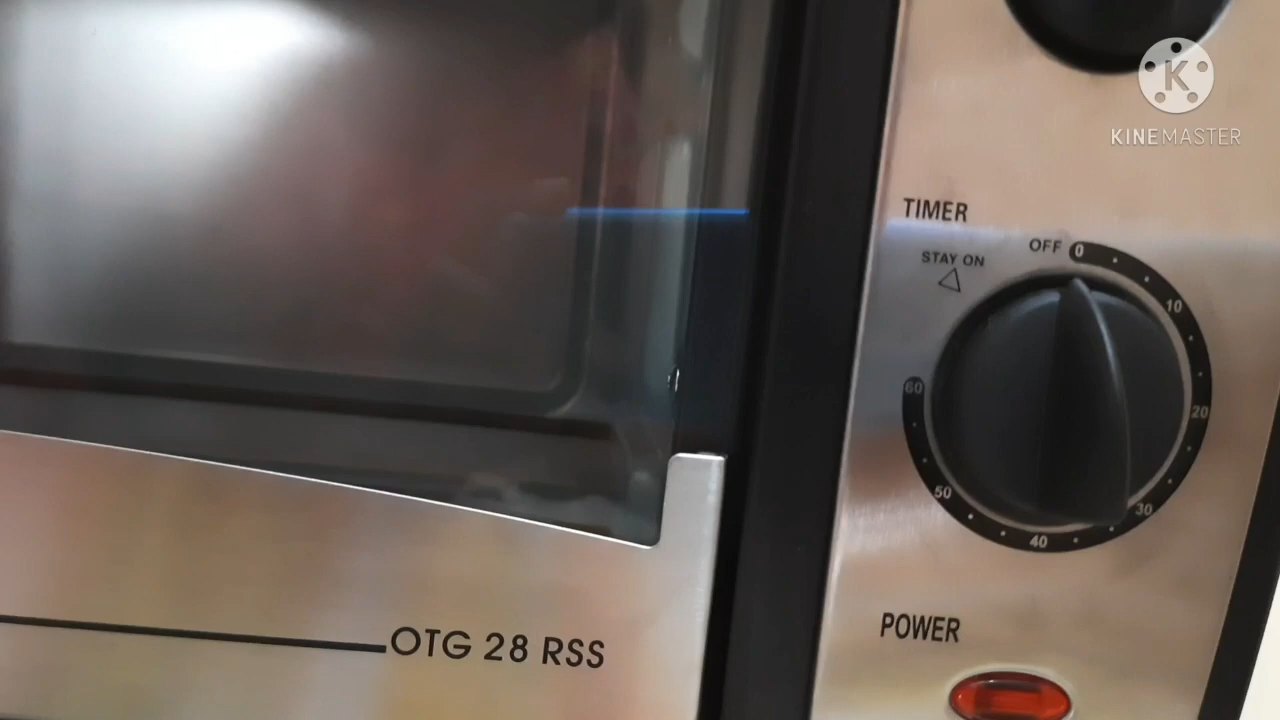 K
KINEMASTER
TIMER
OFF
STAY ON
0
10
20
30
40
50
60
POWER
OTG 28 RSS